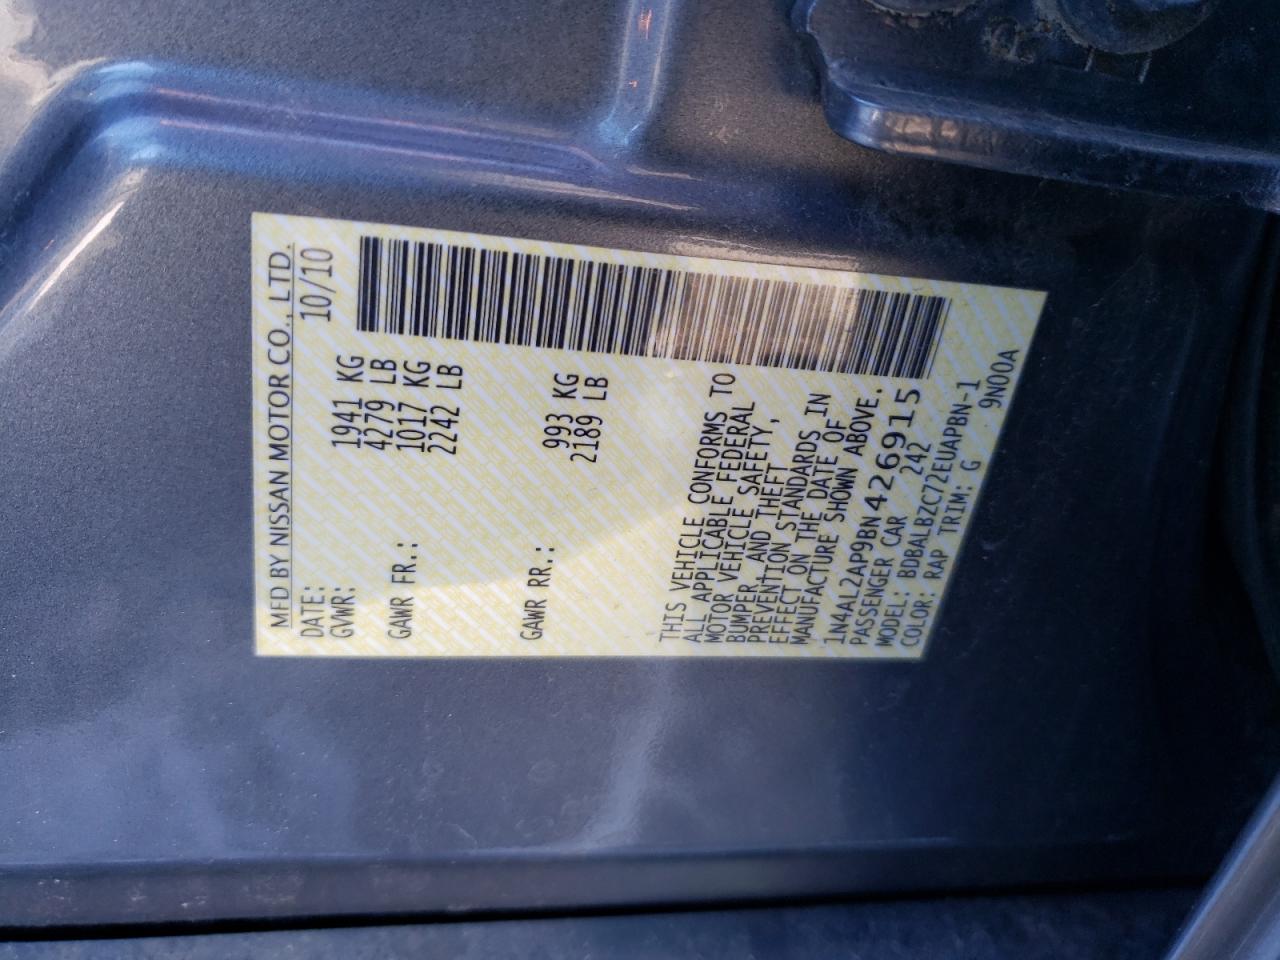 MFD BY NISSAN MOTOR CO., LTD.
DATE: 10/10
GVWR: 1941 KG
4279 LB
GAWR FR.: 1017 KG
2242 LB
GAWR RR.: 993 KG
2189 LB
THIS VEHICLE CONFORMS TO
ALL APPLICABLE FEDERAL
MOTOR VEHICLE SAFETY,
BUMPER, AND THEFT
PREVENTION STANDARDS IN
EFFECT ON THE DATE OF
MANUFACTURE SHOWN ABOVE.
1N4AL2AP9BN426915
PASSENGER CAR 242
MODEL: BDBALBZC72EUAPBN-1
COLOR: RAP TRIM: G 9N00A